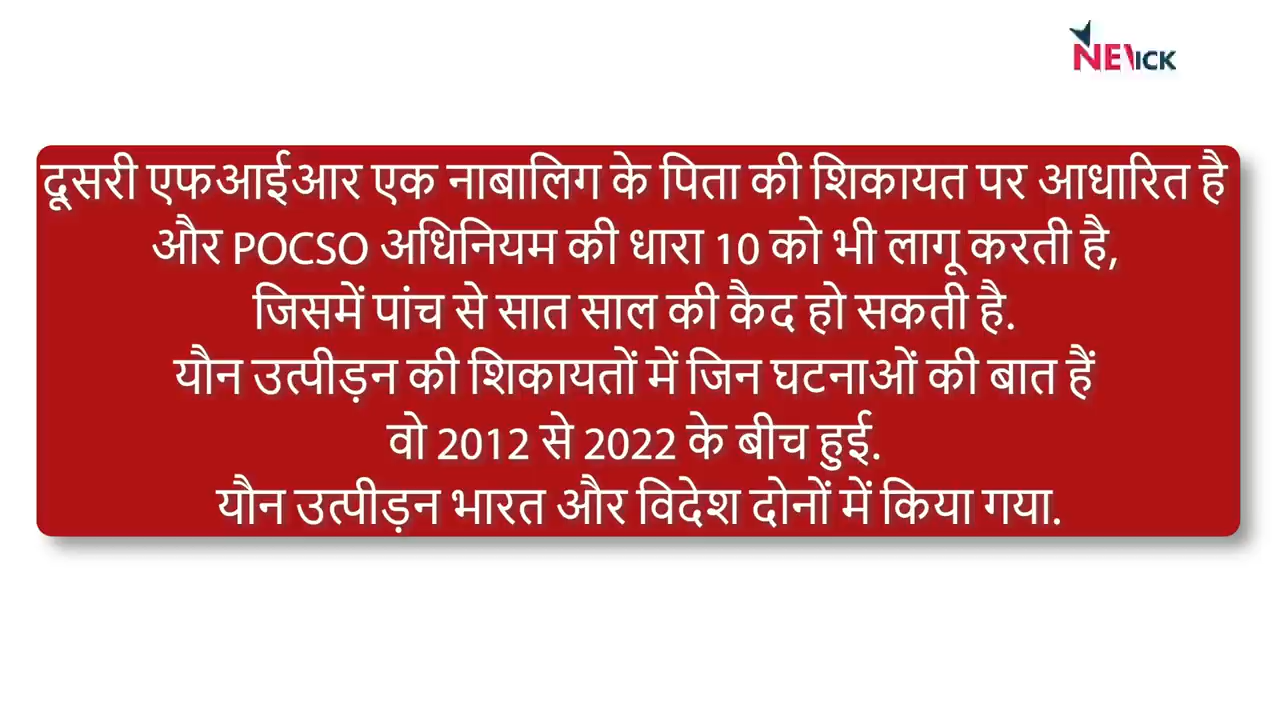 NEWICK
दूसरी एफआईआर एक नाबालिग के पिता की शिकायत पर आधारित है
और POCSO अधिनियम की धारा 10 को भी लागू करती है,
जिसमें पांच से सात साल की कैद हो सकती है.
यौन उत्पीड़न की शिकायतों में जिन घटनाओं की बात हैं
वो 2012 से 2022 के बीच हुई.
यौन उत्पीड़न भारत और विदेश दोनों में किया गया.